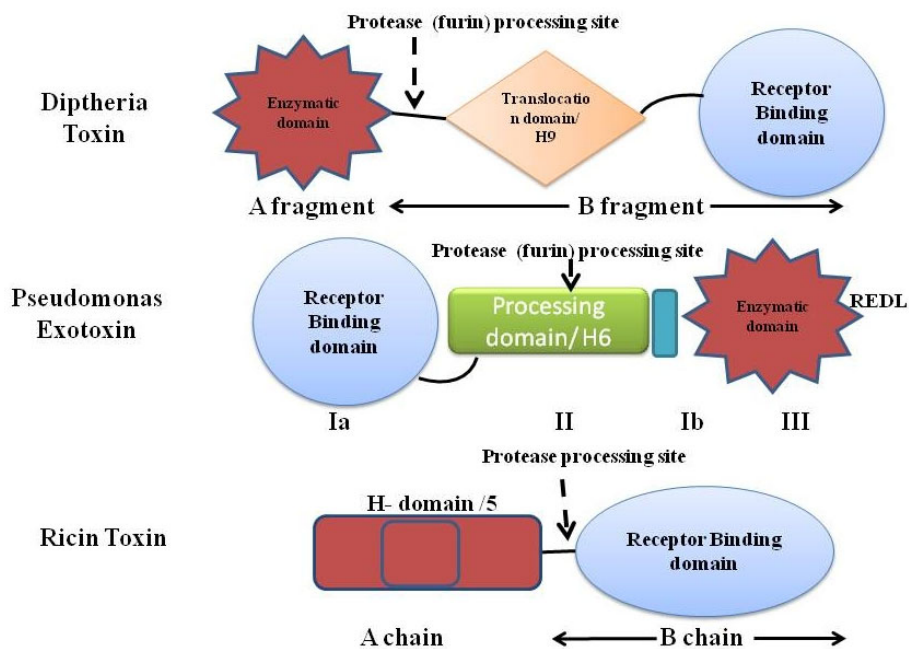 Protease (furin) processing site
Diptheria
Toxin
Enzymatic
domain
Translocatio
n domain/
H9
Receptor
Binding
domain
A fragment
B fragment
Protease (furin) processing site
Pseudomonas
Exotoxin
Receptor
Binding
domain
Processing
domain/ H6
Enzymatic
domain
REDL
Ia
II
Ib
III
Protease processing site
H- domain /5
Ricin Toxin
Receptor Binding
domain
A chain
B chain